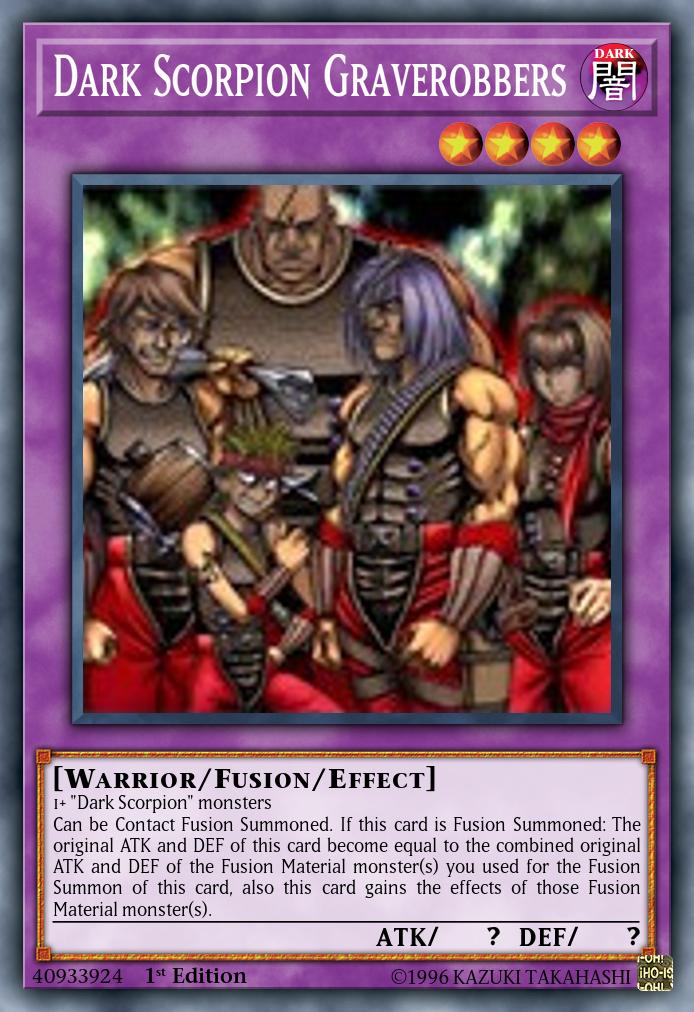 Dark Scorpion Graverobbers
DARK
闇
[Warrior/Fusion/Effect]
1+ "Dark Scorpion" monsters
Can be Contact Fusion Summoned. If this card is Fusion Summoned: The
original ATK and DEF of this card become equal to the combined original
ATK and DEF of the Fusion Material monster(s) you used for the Fusion
Summon of this card, also this card gains the effects of those Fusion
Material monster(s).
ATK/ ? DEF/ ?
40933924 1st Edition ©1996 KAZUKI TAKAHASHI